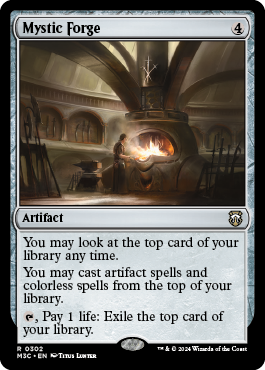 Mystic Forge 4
Artifact
You may look at the top card of your
library any time.
You may cast artifact spells and
colorless spells from the top of your
library.
, Pay 1 life: Exile the top card of
your library.
R 0302
M3C • EN Titus Lunter
™ & © 2024 Wizards of the Coast